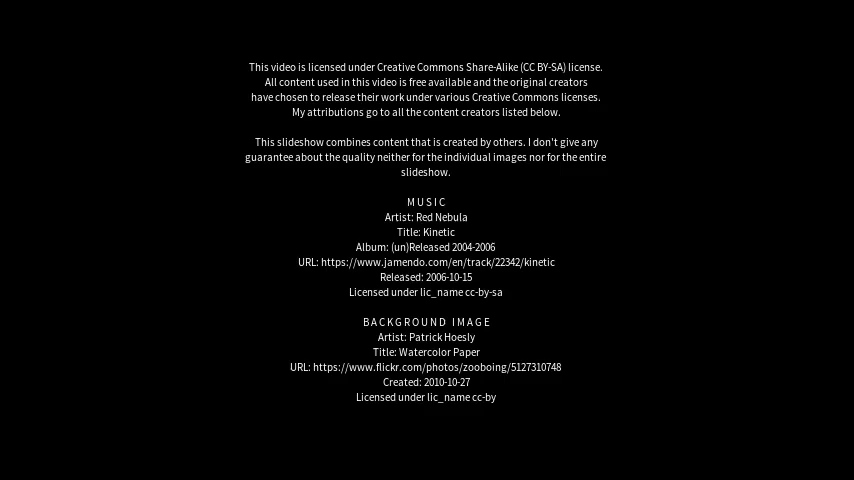 This video is licensed under Creative Commons Share-Alike (CC BY-SA) license.
All content used in this video is free available and the original creators
have chosen to release their work under various Creative Commons licenses.
My attributions go to all the content creators listed below.
This slideshow combines content that is created by others. I don't give any
guarantee about the quality neither for the individual images nor for the entire
slideshow.
MUSIC
Artist: Red Nebula
Title: Kinetic
Album: (un)Released 2004-2006
URL: https://www.jamendo.com/en/track/22342/kinetic
Released: 2006-10-15
Licensed under lic_name cc-by-sa
BACKGROUND IMAGE
Artist: Patrick Hoesly
Title: Watercolor Paper
URL: https://www.flickr.com/photos/zooboing/5127310748
Created: 2010-10-27
Licensed under lic_name cc-by